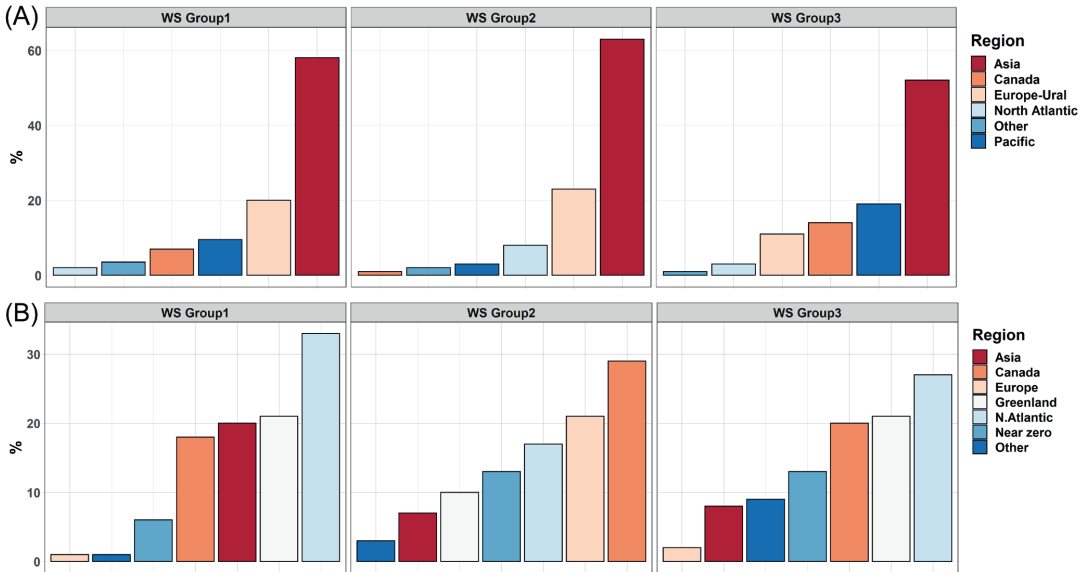 (A)
WS Group1
WS Group2
WS Group3
%
60
40
20
0
Region
Asia
Canada
Europe-Ural
North Atlantic
Other
Pacific
(B)
WS Group1
WS Group2
WS Group3
%
30
20
10
0
Region
Asia
Canada
Europe
Greenland
N.Atlantic
Near zero
Other